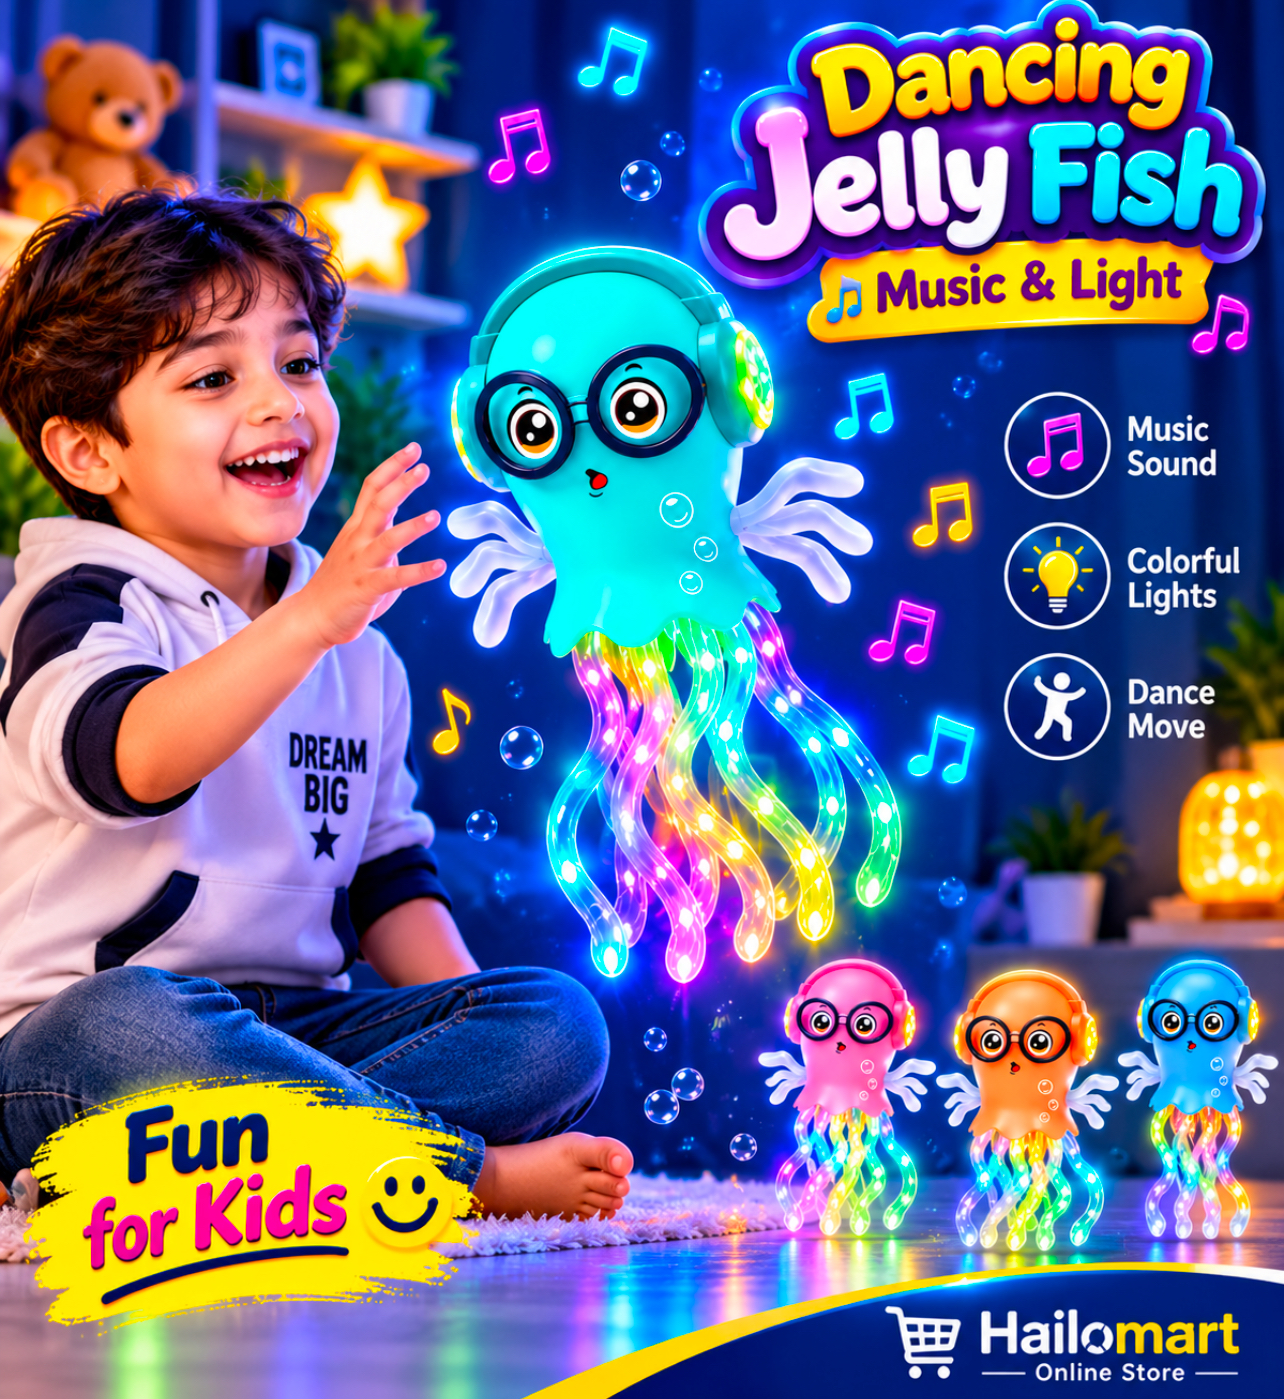 Dancing
Jelly Fish
Music & Light
Music
Sound
Colorful
Lights
Dance
Move
DREAM
BIG
Fun
for Kids
Hailomart
Online Store